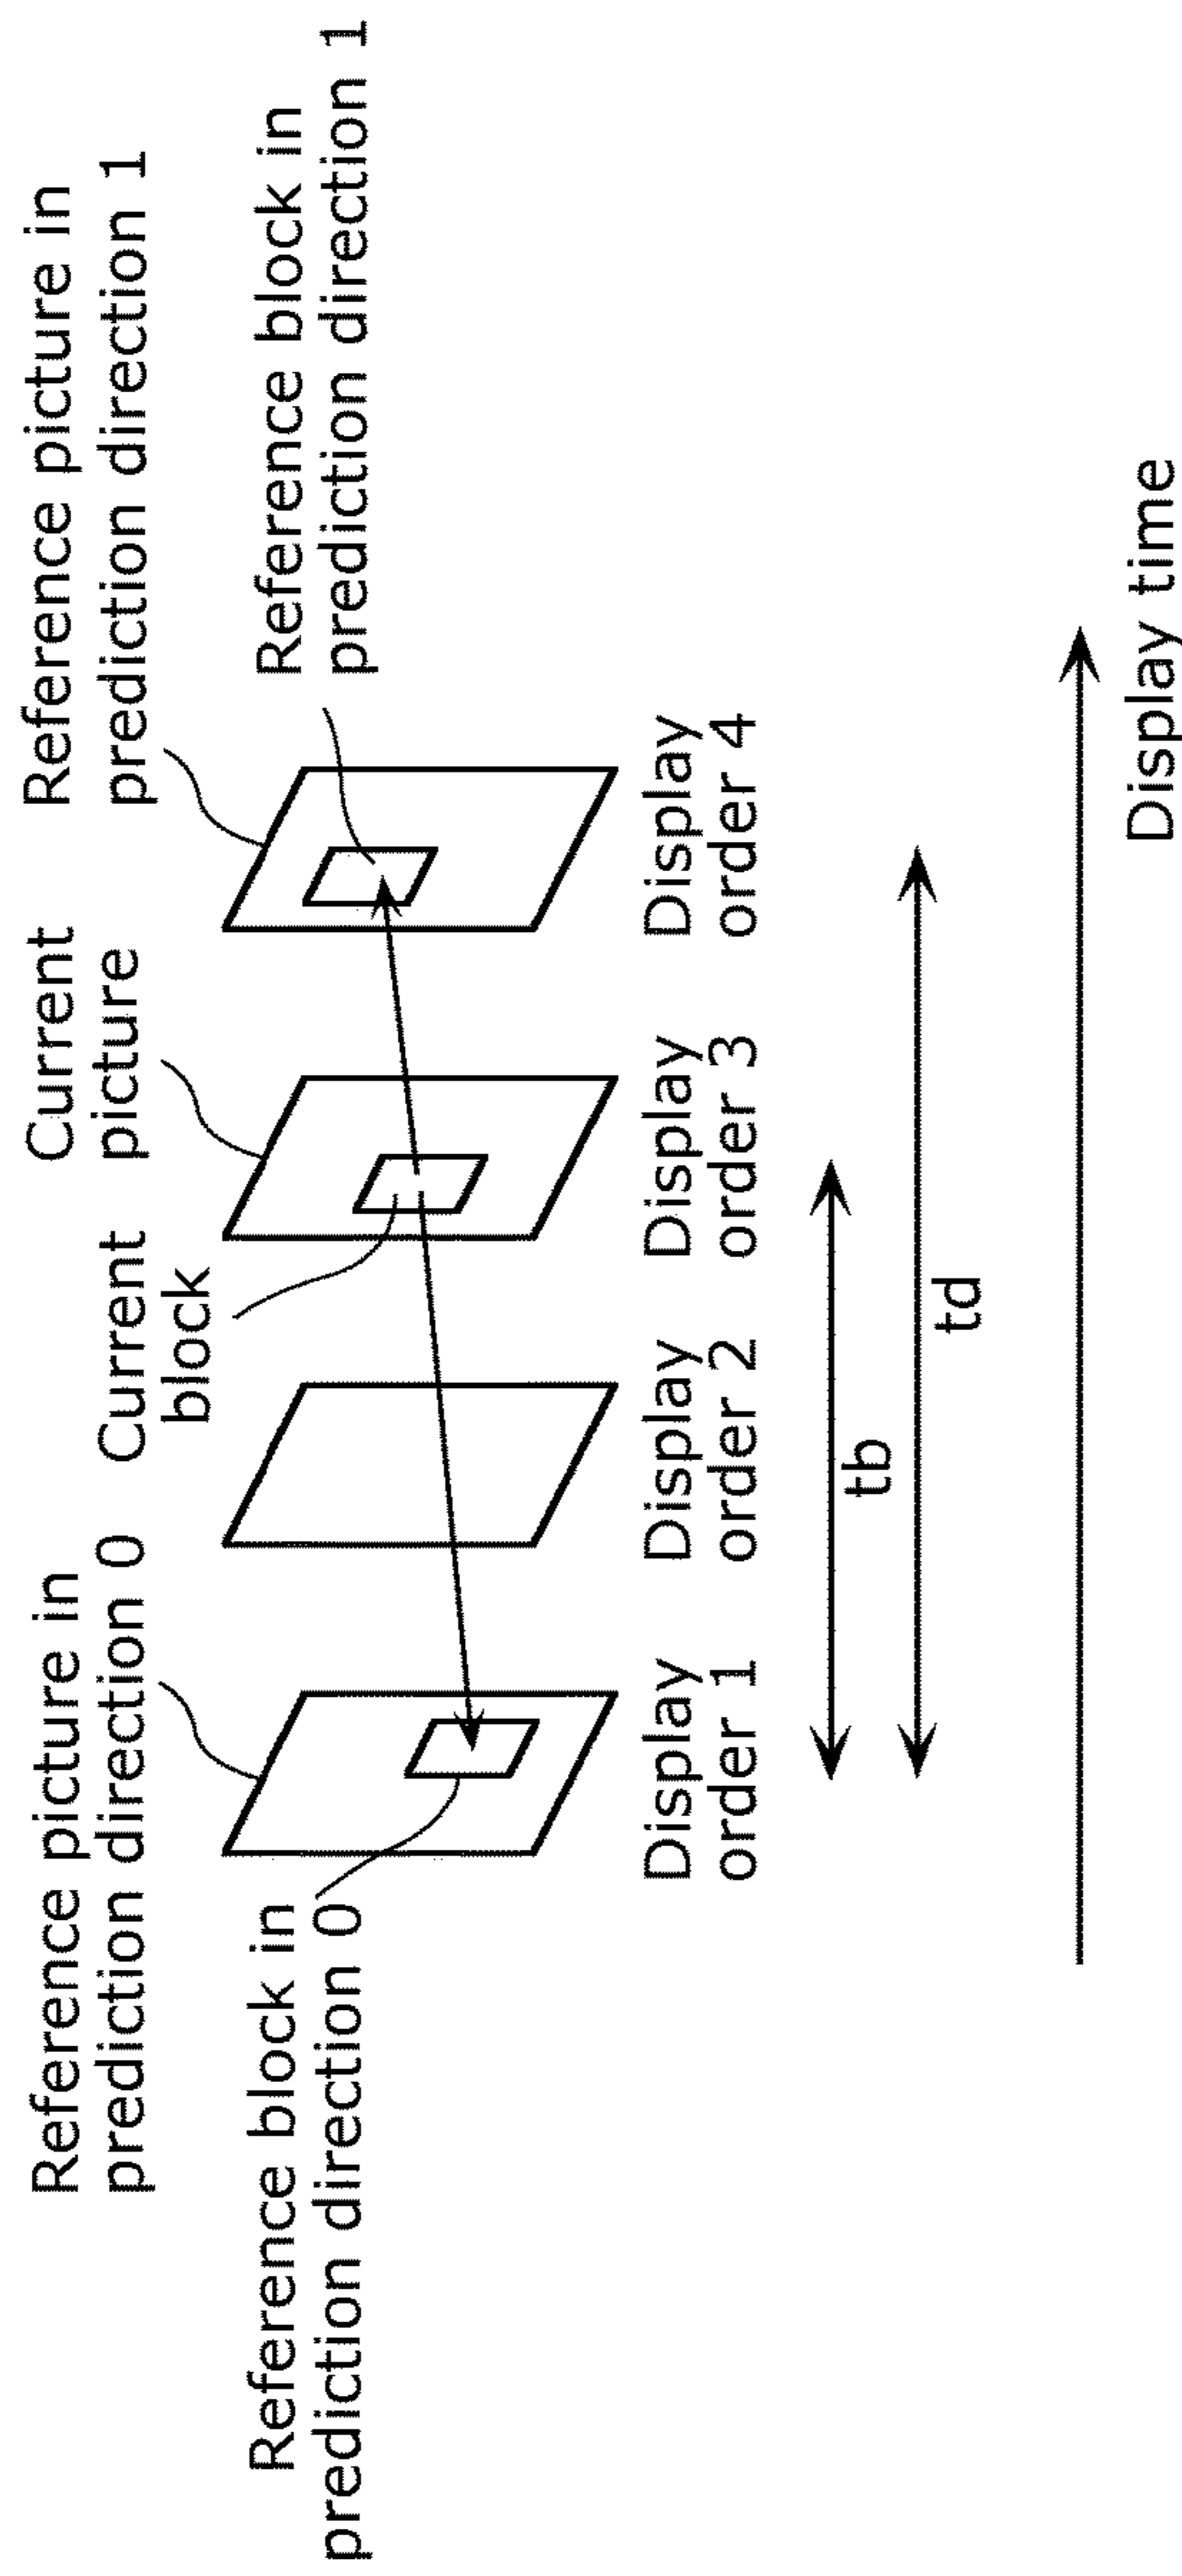 Reference picture in
prediction direction 0
Current
block
Current
picture
Reference picture in
prediction direction 1
Reference block in
prediction direction 0
Reference block in
prediction direction 1
Display
order 1
Display
order 2
Display
order 3
Display
order 4
tb
td
Display time